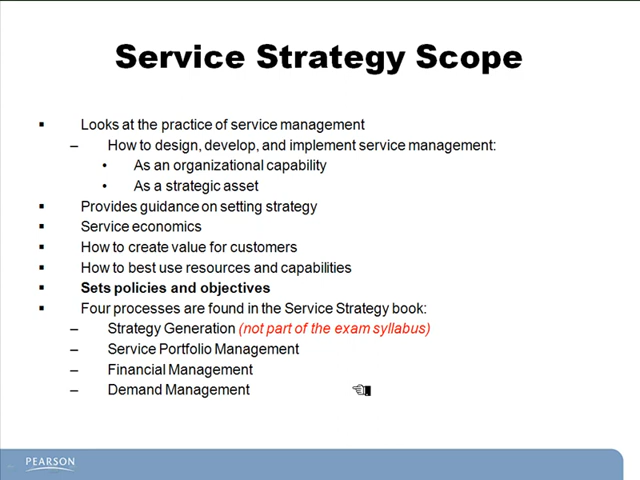 Service Strategy Scope
▪ Looks at the practice of service management
– How to design, develop, and implement service management:
• As an organizational capability
• As a strategic asset
▪ Provides guidance on setting strategy
▪ Service economics
▪ How to create value for customers
▪ How to best use resources and capabilities
▪ Sets policies and objectives
▪ Four processes are found in the Service Strategy book:
– Strategy Generation (not part of the exam syllabus)
– Service Portfolio Management
– Financial Management
– Demand Management
PEARSON